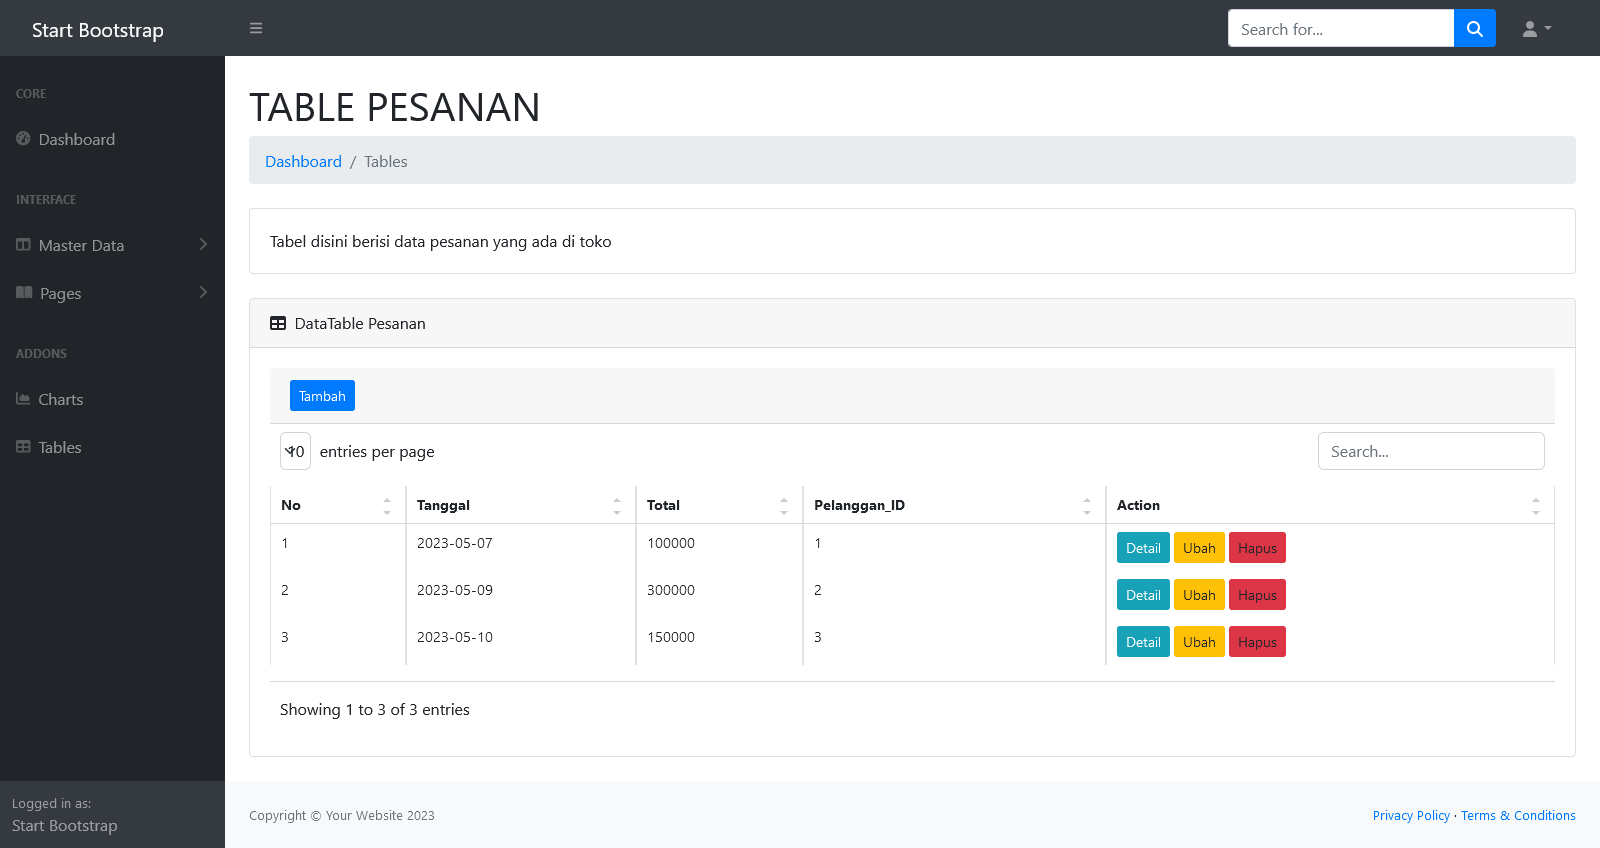 Start Bootstrap
Search for...
CORE
Dashboard
INTERFACE
Master Data
Pages
ADDONS
Charts
Tables
Logged in as:
Start Bootstrap
TABLE PESANAN
Dashboard / Tables
Tabel disini berisi data pesanan yang ada di toko
DataTable Pesanan
Tambah
10 entries per page
Search...
No Tanggal Total Pelanggan_ID Action
1 2023-05-07 100000 1 Detail Ubah Hapus
2 2023-05-09 300000 2 Detail Ubah Hapus
3 2023-05-10 150000 3 Detail Ubah Hapus
Showing 1 to 3 of 3 entries
Copyright © Your Website 2023
Privacy Policy · Terms & Conditions